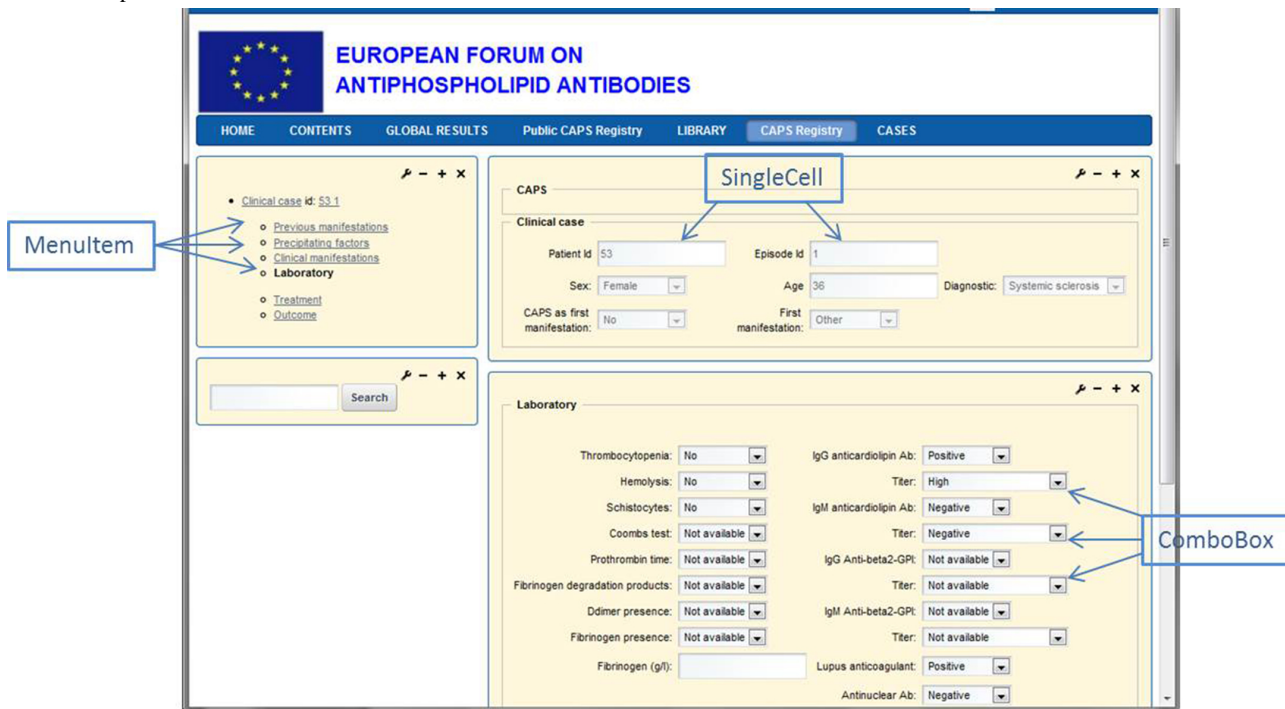 EUROPEAN FORUM ON
ANTIPHOSPHOLIPID ANTIBODIES
HOME CONTENTS GLOBAL RESULTS Public CAPS Registry LIBRARY CAPS Registry CASES
MenuItem
Clinical case id: 53 1
Previous manifestations
Precipitating factors
Clinical manifestations
Laboratory
Treatment
Outcome
Search
SingleCell
CAPS
Clinical case
Patient Id 53 Episode Id 1
Sex: Female Age 36 Diagnostic: Systemic sclerosis
CAPS as first manifestation: No First manifestation: Other
Laboratory
Thrombocytopenia: No IgG anticardiolipin Ab: Positive
Hemolysis: No Titer: High
Schistocytes: No IgM anticardiolipin Ab: Negative
Coombs test: Not available Titer: Negative
Prothrombin time: Not available IgG Anti-beta2-GPI: Not available
Fibrinogen degradation products: Not available Titer: Not available
Ddimer presence: Not available IgM Anti-beta2-GPI: Not available
Fibrinogen presence: Not available Titer: Not available
Fibrinogen (g/l): Lupus anticoagulant: Positive
Antinuclear Ab: Negative
ComboBox